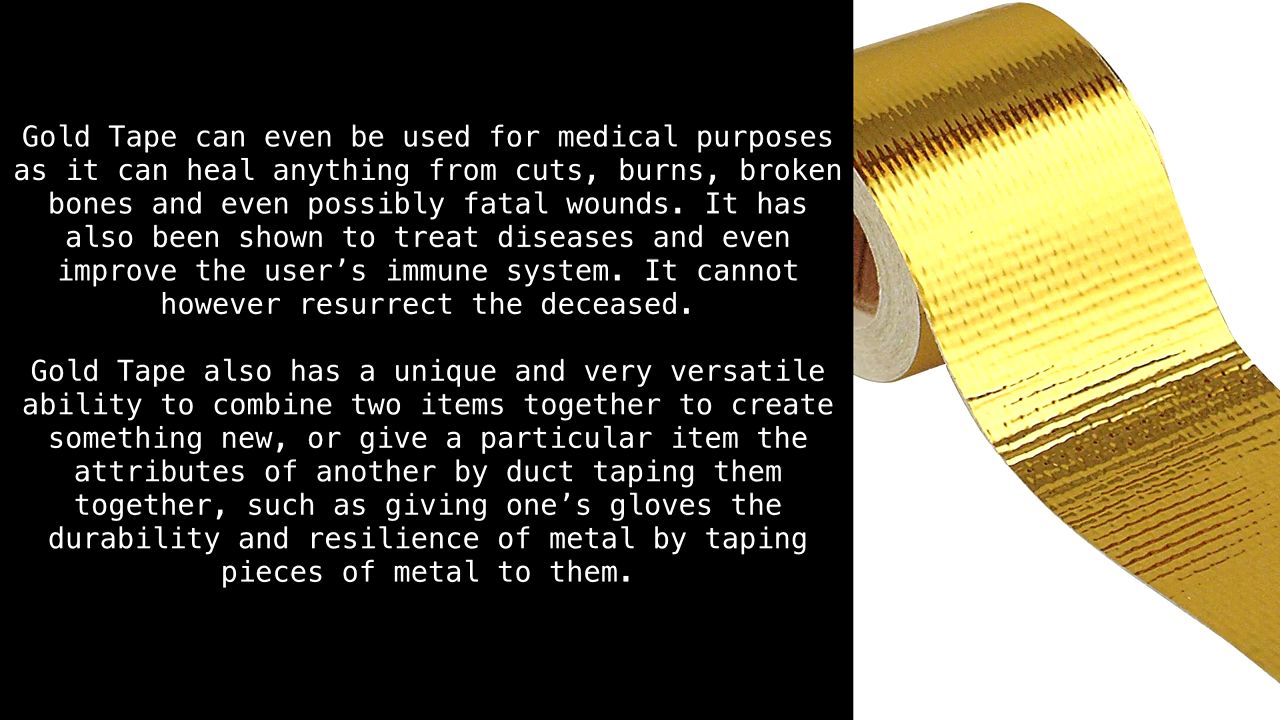 Gold Tape can even be used for medical purposes
as it can heal anything from cuts, burns, broken
bones and even possibly fatal wounds. It has
also been shown to treat diseases and even
improve the user’s immune system. It cannot
however resurrect the deceased.
Gold Tape also has a unique and very versatile
ability to combine two items together to create
something new, or give a particular item the
attributes of another by duct taping them
together, such as giving one’s gloves the
durability and resilience of metal by taping
pieces of metal to them.